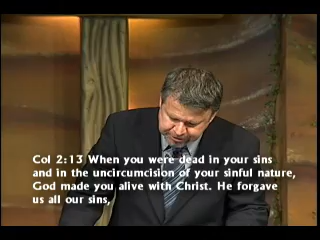 Col 2:13 When you were dead in your sins
and in the uncircumcision of your sinful nature,
God made you alive with Christ. He forgave
us all our sins,